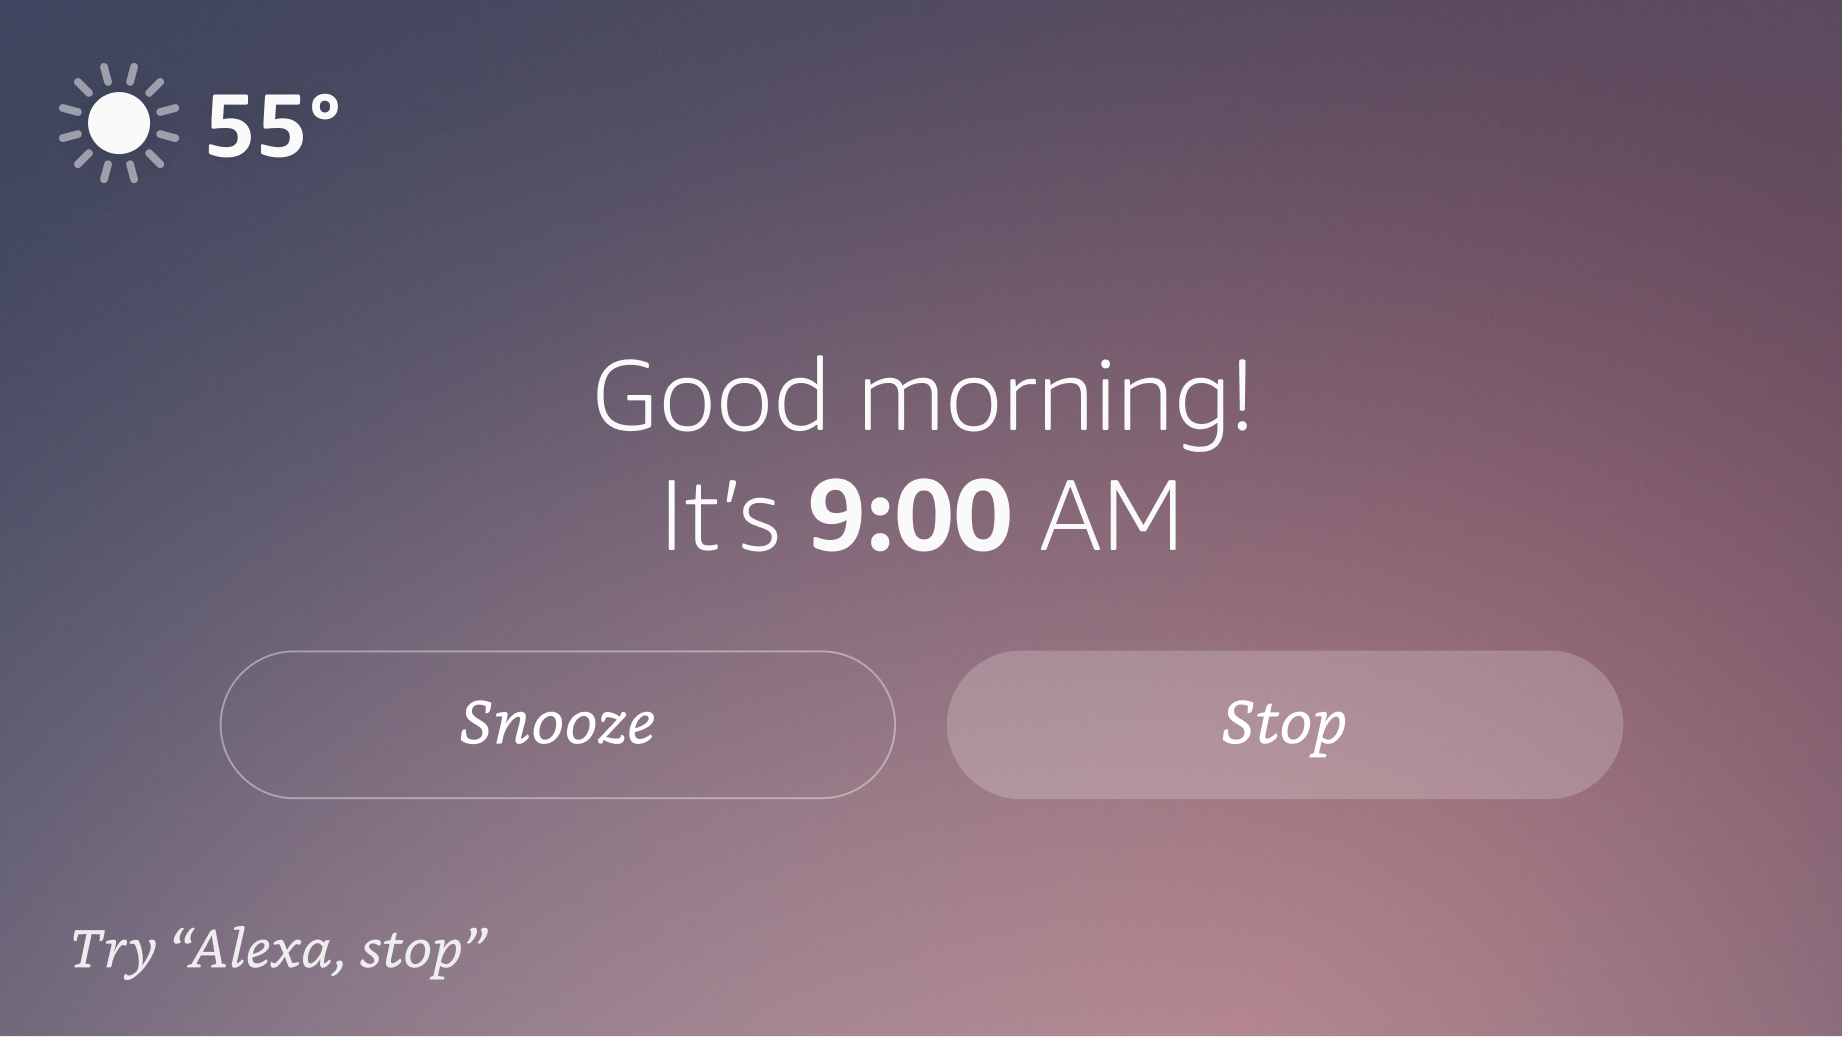 55°
Good morning!
It's 9:00 AM
Snooze
Stop
Try “Alexa, stop”